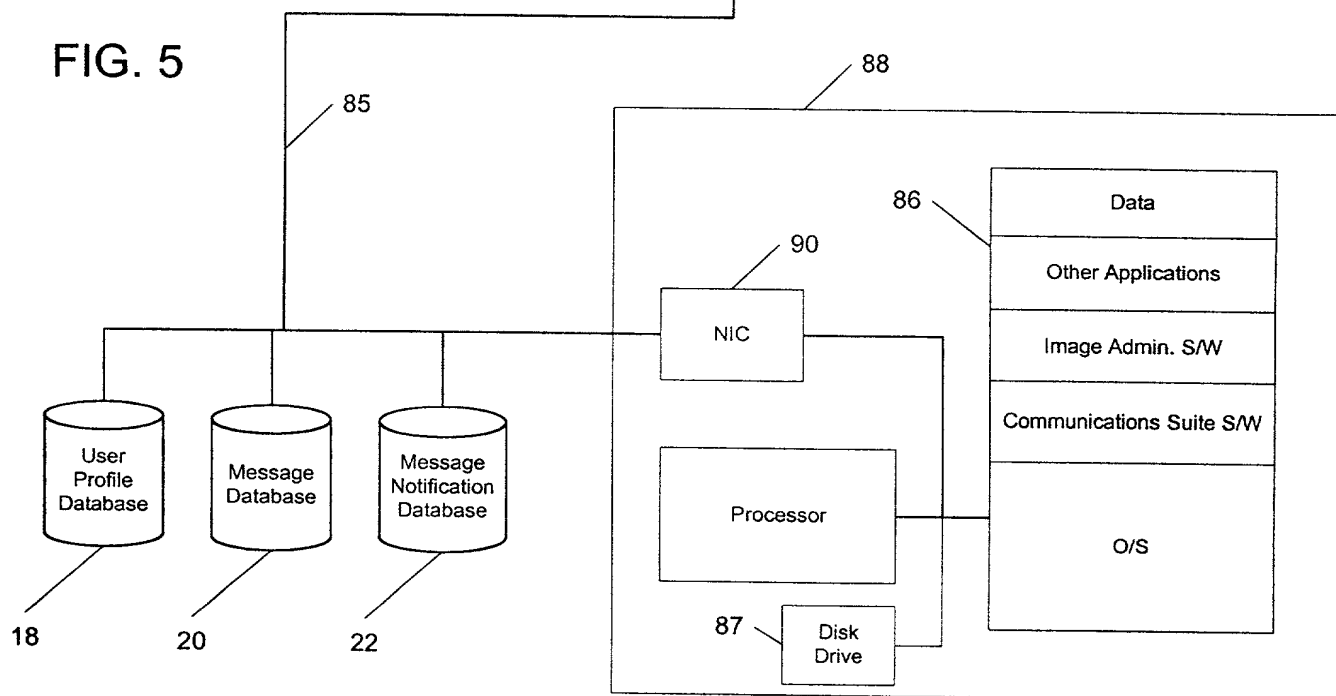 FIG. 5
85
88
86
90
Data
Other Applications
Image Admin. S/W
Communications Suite S/W
O/S
NIC
Processor
87
Disk
Drive
User
Profile
Database
Message
Database
Message
Notification
Database
18
20
22